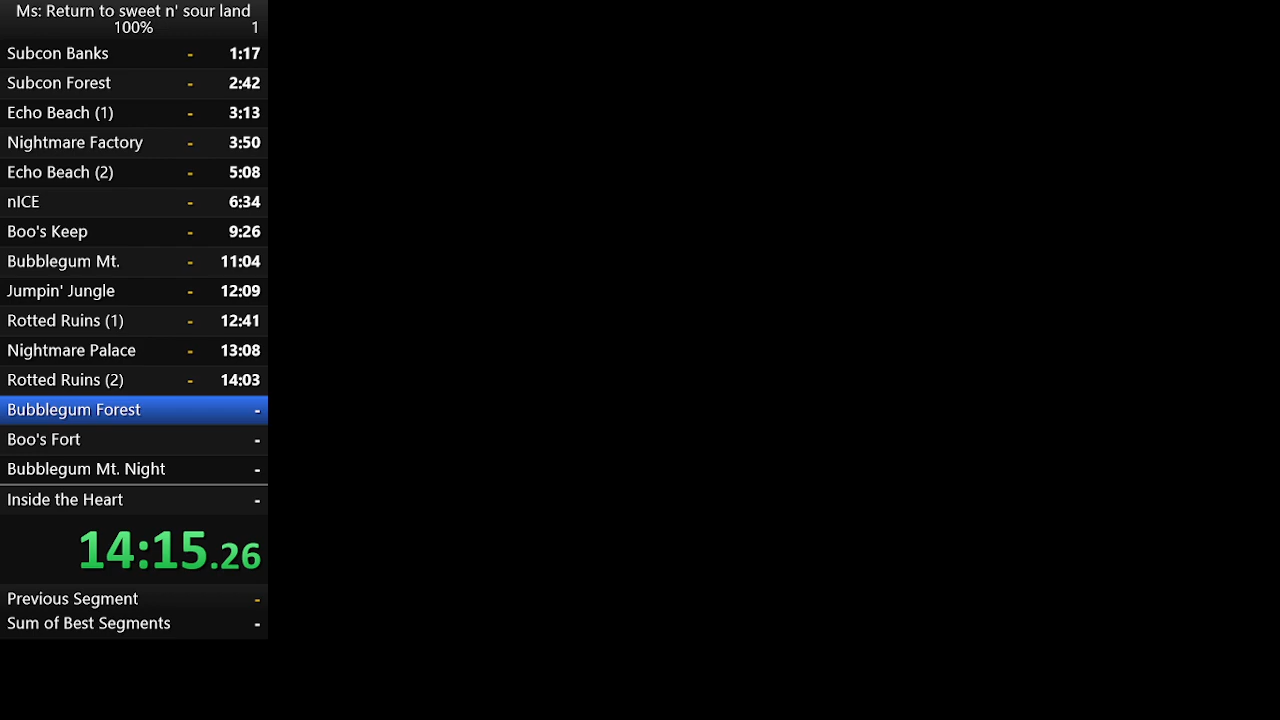 Ms: Return to sweet n' sour land
100% 1
Subcon Banks - 1:17
Subcon Forest - 2:42
Echo Beach (1) - 3:13
Nightmare Factory - 3:50
Echo Beach (2) - 5:08
nICE - 6:34
Boo's Keep - 9:26
Bubblegum Mt. - 11:04
Jumpin' Jungle - 12:09
Rotted Ruins (1) - 12:41
Nightmare Palace - 13:08
Rotted Ruins (2) - 14:03
Bubblegum Forest -
Boo's Fort -
Bubblegum Mt. Night -
Inside the Heart -
14:15.26
Previous Segment -
Sum of Best Segments -